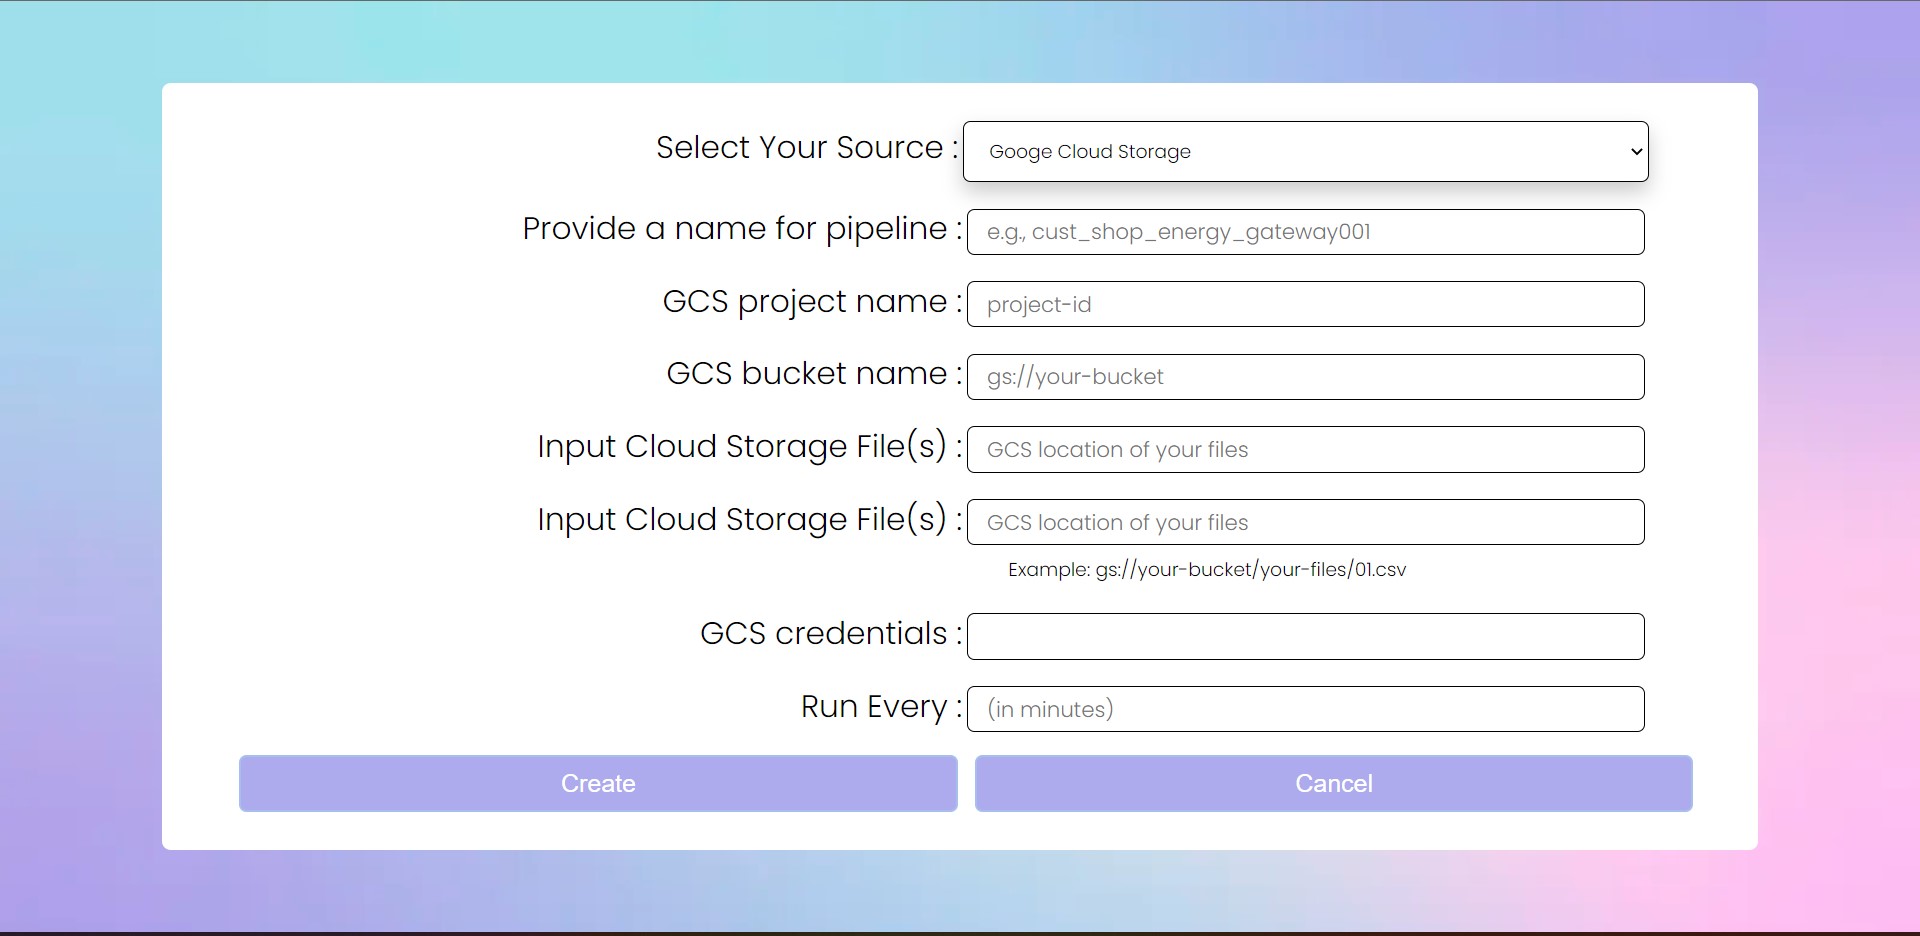 Select Your Source : Googe Cloud Storage
Provide a name for pipeline : e.g., cust_shop_energy_gateway001
GCS project name : project-id
GCS bucket name : gs://your-bucket
Input Cloud Storage File(s) : GCS location of your files
Input Cloud Storage File(s) : GCS location of your files
Example: gs://your-bucket/your-files/01.csv
GCS credentials :
Run Every : (in minutes)
Create Cancel